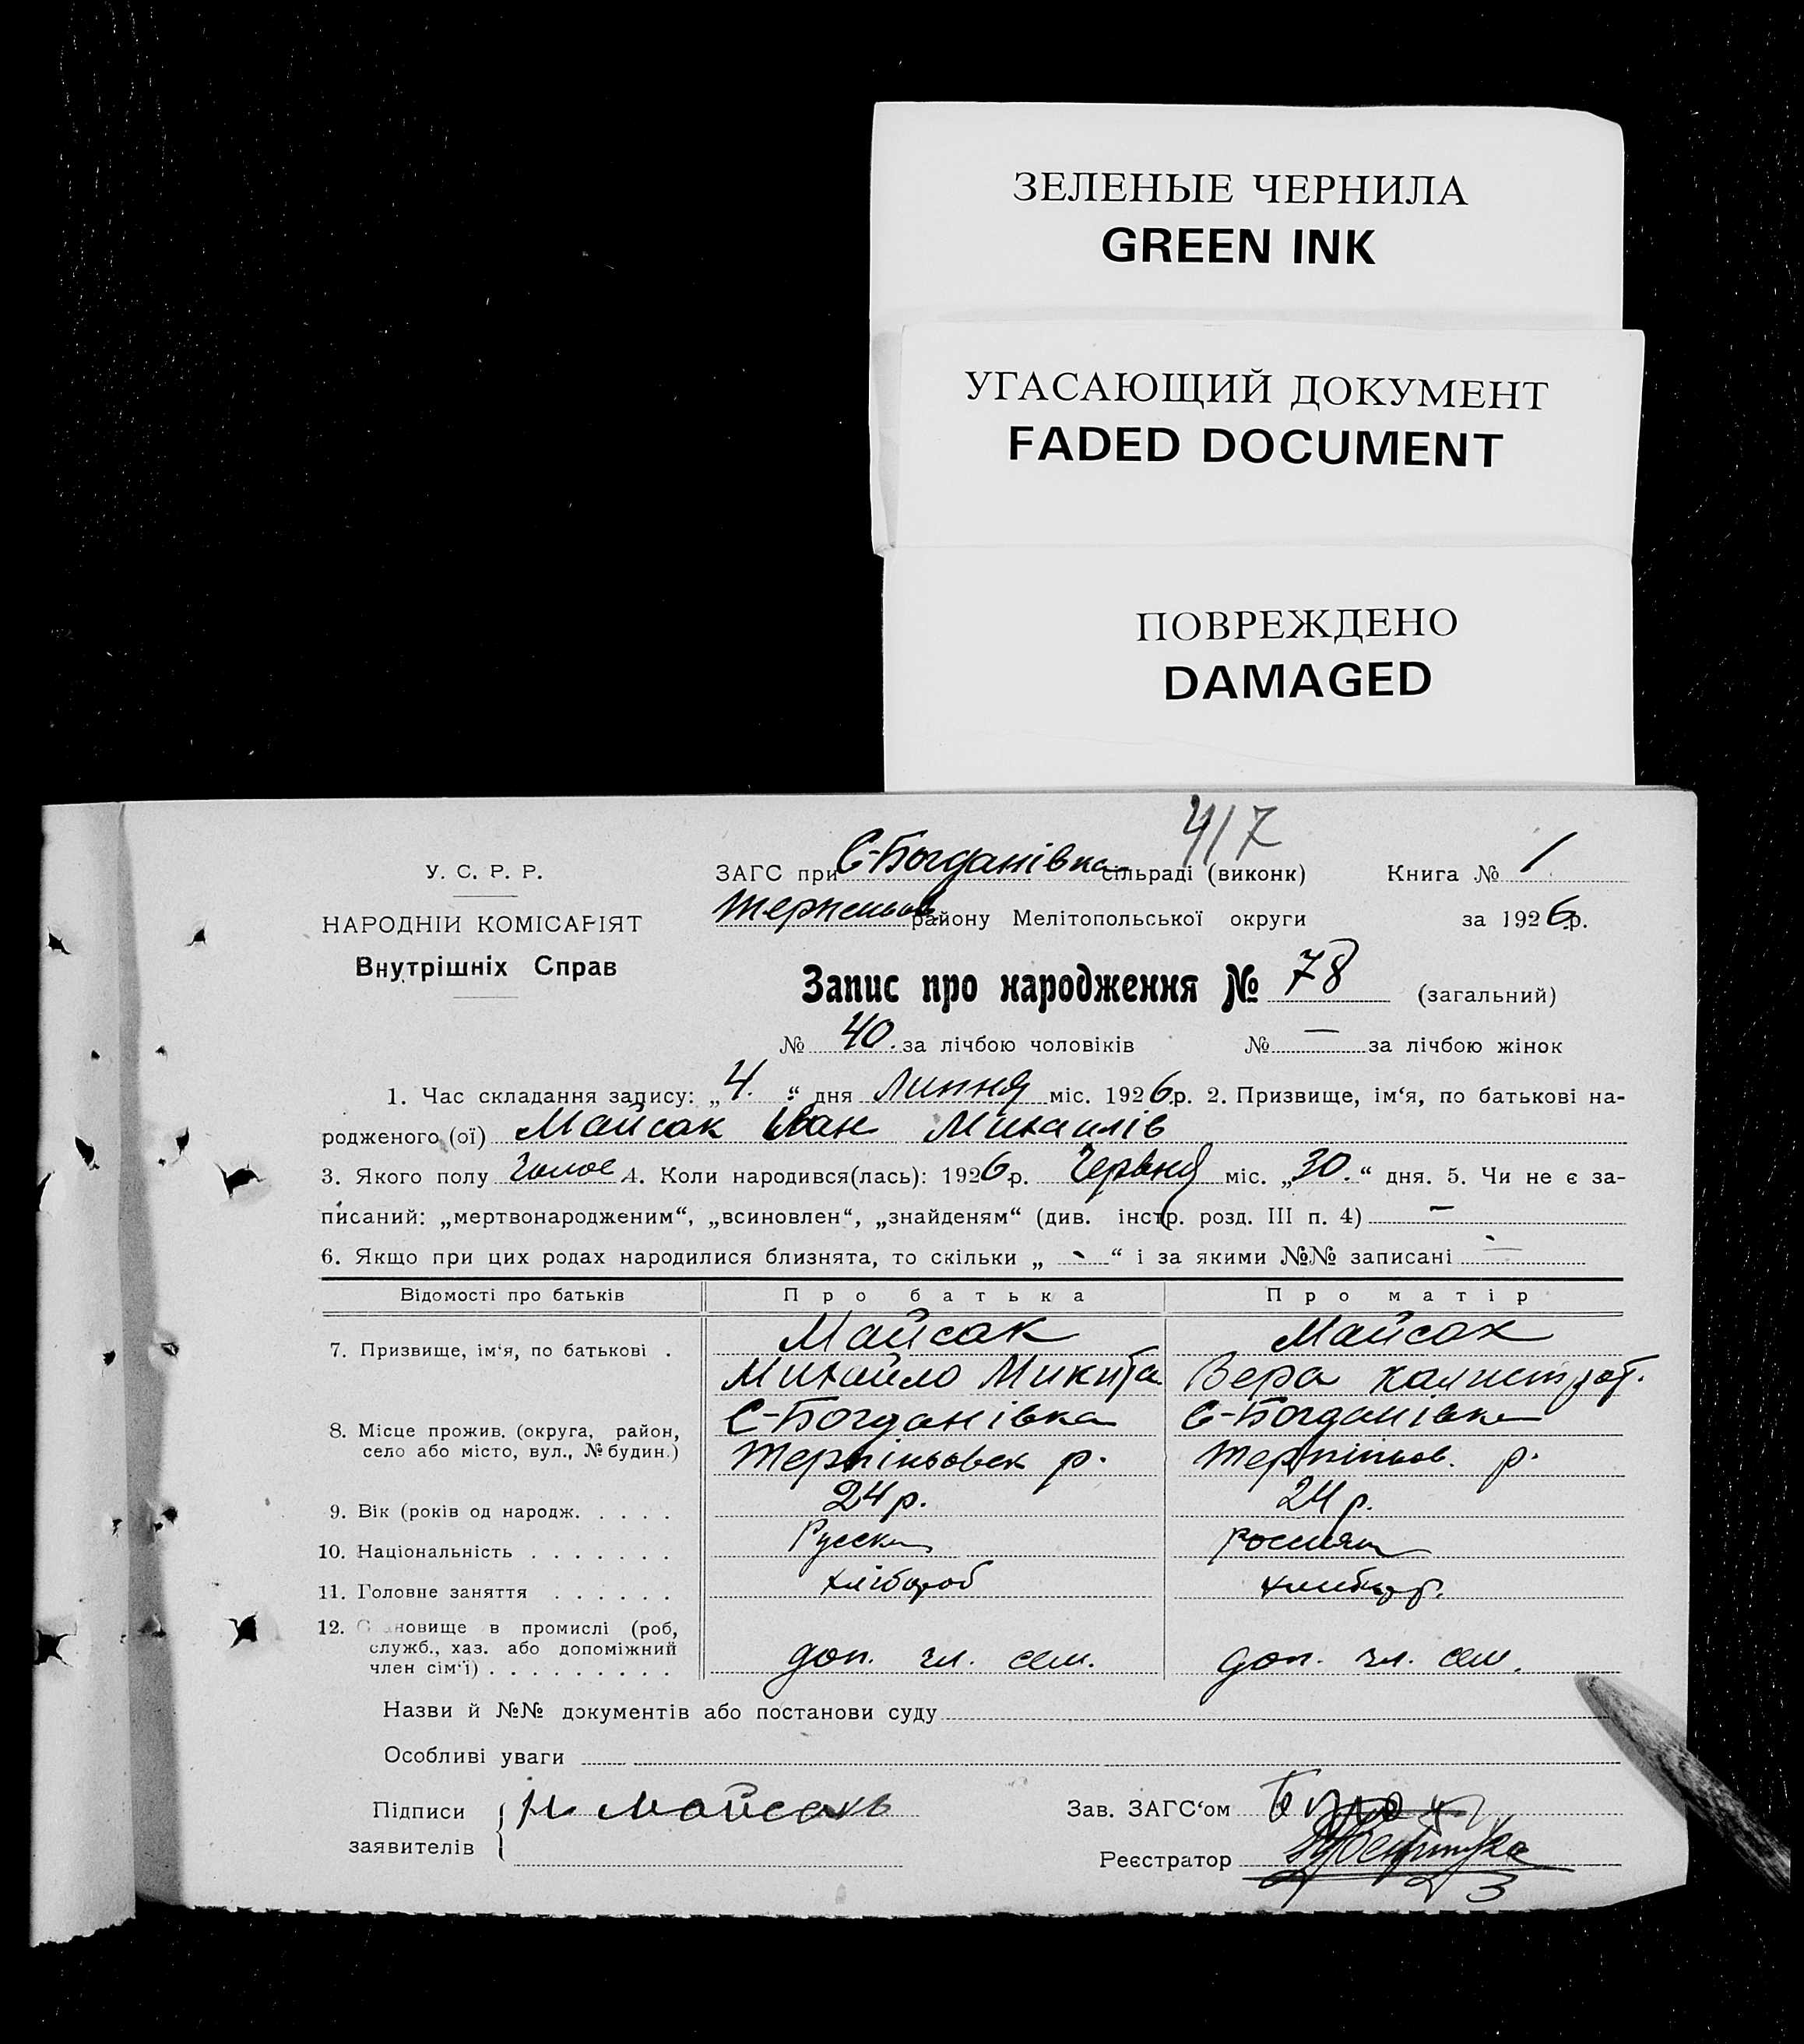 ЗЕЛЕНЫЕ ЧЕРНИЛА
GREEN INK
УГАСАЮЩИЙ ДОКУМЕНТ
FADED DOCUMENT
ПОВРЕЖДЕНО
DAMAGED
417
У. С. Р. Р.
НАРОДНІЙ КОМІСАРІЯТ
Внутрішніх Справ
ЗАГС при С-Богданівка сільраді (виконк) Книга № 1
району Мелітопольської округи за 1926 р.
Запис про народження № 78 (загальний)
№ 40. за лічбою чоловіків № — за лічбою жінок
1. Час складання запису: „4.“ дня Липня міс. 1926 р. 2. Призвище, ім‘я, по батькові на-
родженого (ої) Майсак Іван Михайлів
3. Якого полу 4. Коли народився(лась): 1926 р. Червня міс. „30.“ дня. 5. Чи не є за-
писаний: „мертвонародженим“, „всиновлен“, „знайденям“ (див. інстр. розд. III п. 4) —
6. Якщо при цих родах народилися близнята, то скільки „ - “ і за якими №№ записані —
Відомості про батьків Про батька Про матір
7. Призвище, ім‘я, по батькові . Майсак Майсак
Михайло Микита Вера Калистрат.
8. Місце прожив. (округа, район, село або місто, вул., № будин.) С-Богданівка С-Богданівка
Терпіньовск р. Терпіньов. р.
9. Вік (років од народж. . . . . 24 р. 24 р.
10. Національність . . . . . . . Русски россиян
11. Головне заняття . . . . . . хлібороб хлибороб.
12. Становище в промислі (роб, служб., хаз. або допоміжний член сім‘ї) . . . . . . . . . доп. чл. сем. доп. чл. сем.
Назви й №№ документів або постанови суду
Особливі уваги
Підписи заявителів М Майсакъ
Зав. ЗАГС‘ом
Реєстратор
3